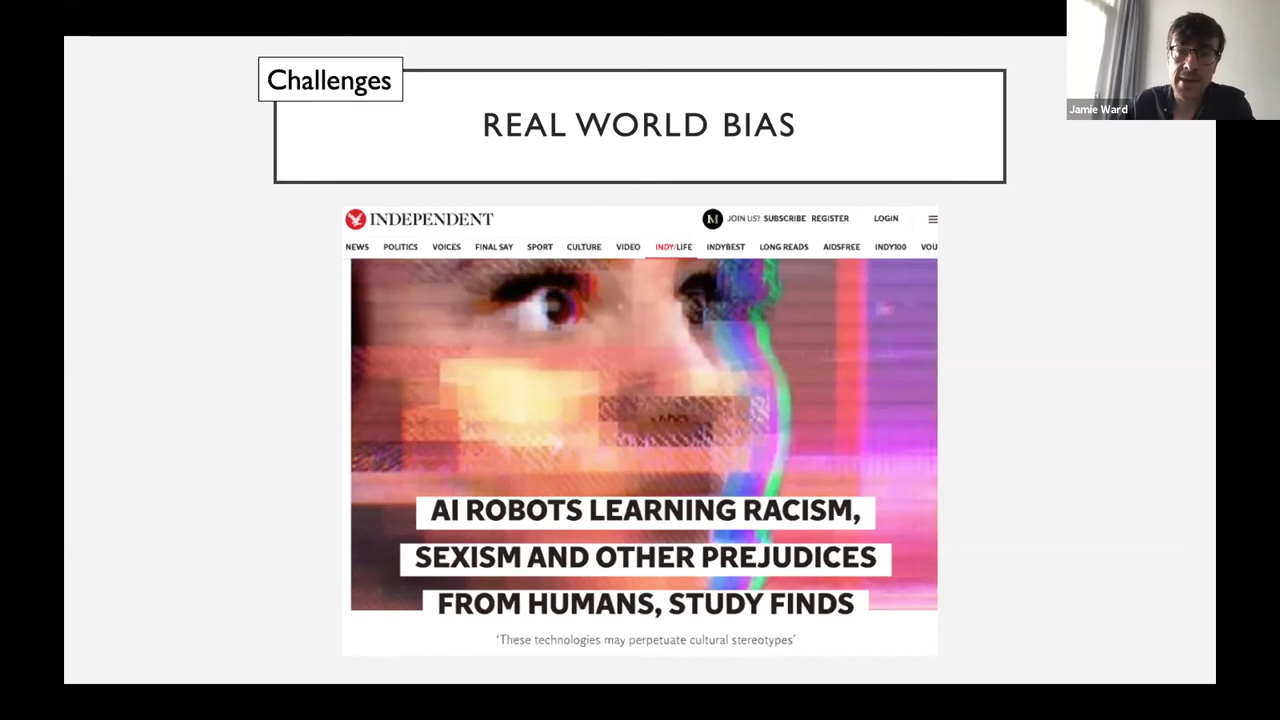 Challenges
REAL WORLD BIAS
Jamie Ward
INDEPENDENT
M JOIN US? SUBSCRIBE REGISTER LOGIN
NEWS POLITICS VOICES FINAL SAY SPORT CULTURE VIDEO INDY/LIFE INDYBEST LONG READS AIDSFREE INDY100 VOU
AI ROBOTS LEARNING RACISM,
SEXISM AND OTHER PREJUDICES
FROM HUMANS, STUDY FINDS
‘These technologies may perpetuate cultural stereotypes’